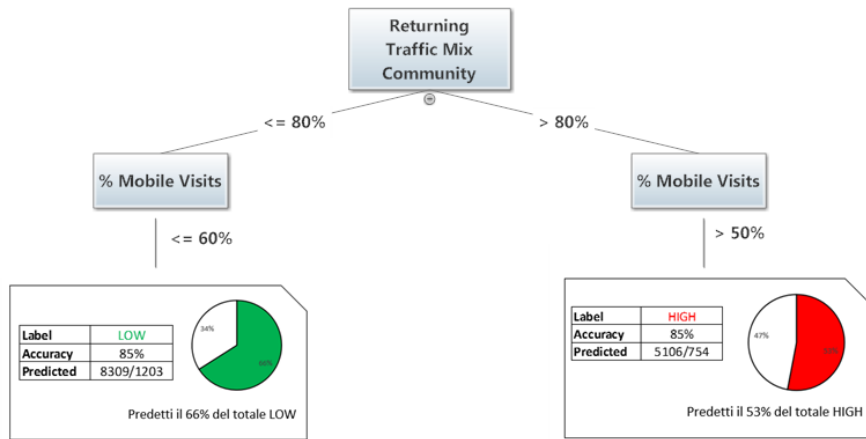 Returning
Traffic Mix
Community
<= 80%
> 80%
% Mobile Visits
% Mobile Visits
<= 60%
> 50%
Label LOW
Accuracy 85%
Predicted 8309/1203
34%
66%
Predetti il 66% del totale LOW
Label HIGH
Accuracy 85%
Predicted 5106/754
47%
Predetti il 53% del totale HIGH